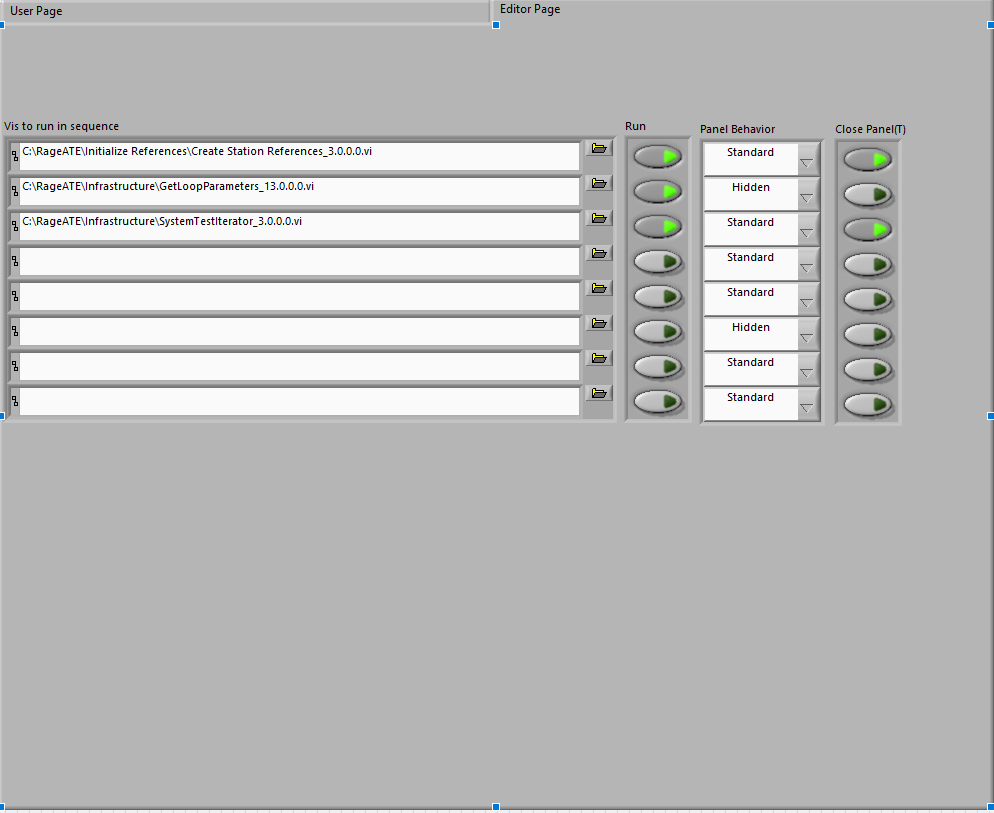 User Page
Editor Page
Vis to run in sequence
Run
Panel Behavior
Close Panel(T)
C:\RageATE\Initialize References\Create Station References_3.0.0.0.vi
Standard
C:\RageATE\Infrastructure\GetLoopParameters_13.0.0.0.vi
Hidden
C:\RageATE\Infrastructure\SystemTestIterator_3.0.0.0.vi
Standard
Standard
Standard
Hidden
Standard
Standard